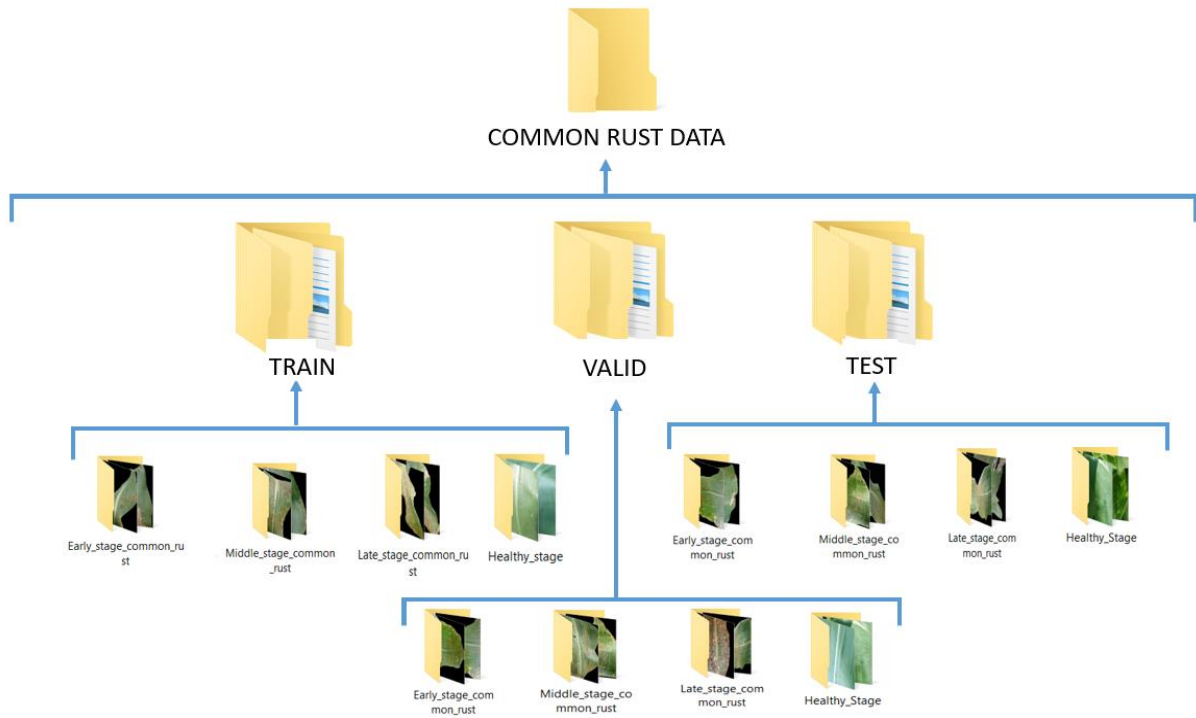 COMMON RUST DATA
TRAIN
VALID
TEST
Early_stage_common_ru
st
Middle_stage_common
_rust
Late_stage_common_ru
st
Healthy_stage
Early_stage_com
mon_rust
Middle_stage_co
mmon_rust
Late_stage_com
mon_rust
Healthy_Stage
Early_stage_com
mon_rust
Middle_stage_co
mmon_rust
Late_stage_com
mon_rust
Healthy_Stage